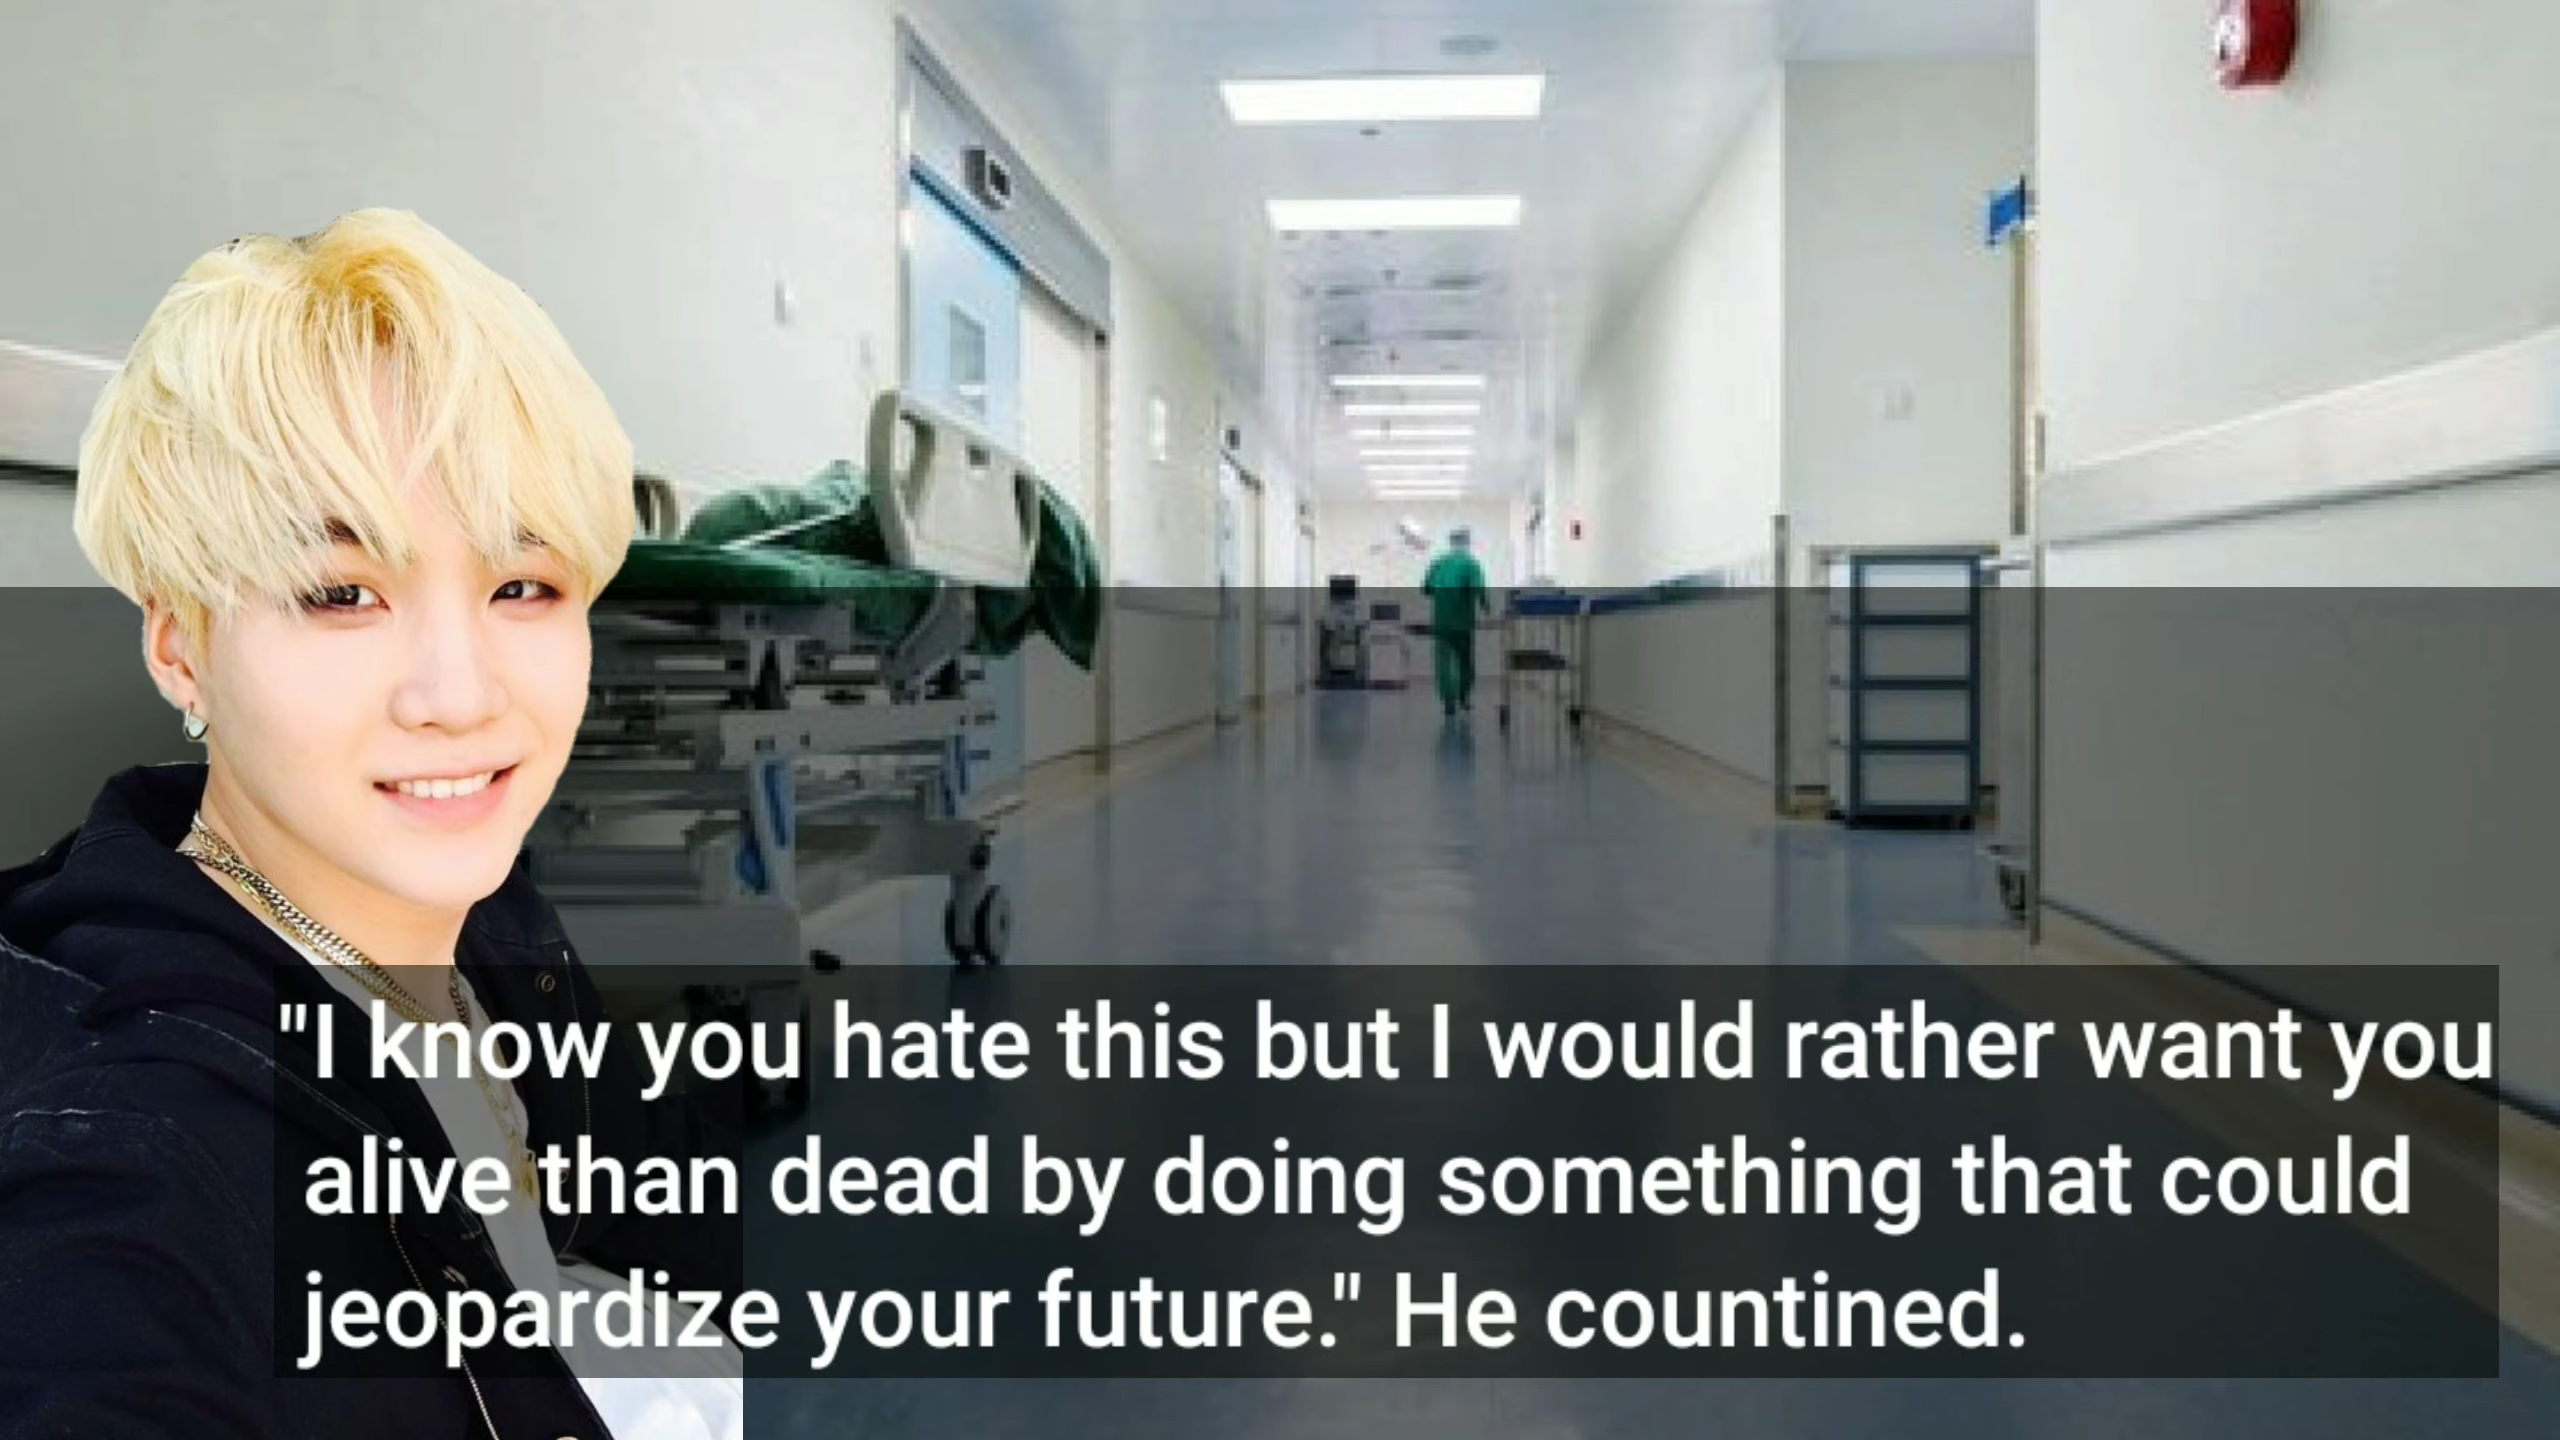 "I know you hate this but I would rather want you
alive than dead by doing something that could
jeopardize your future." He countined.